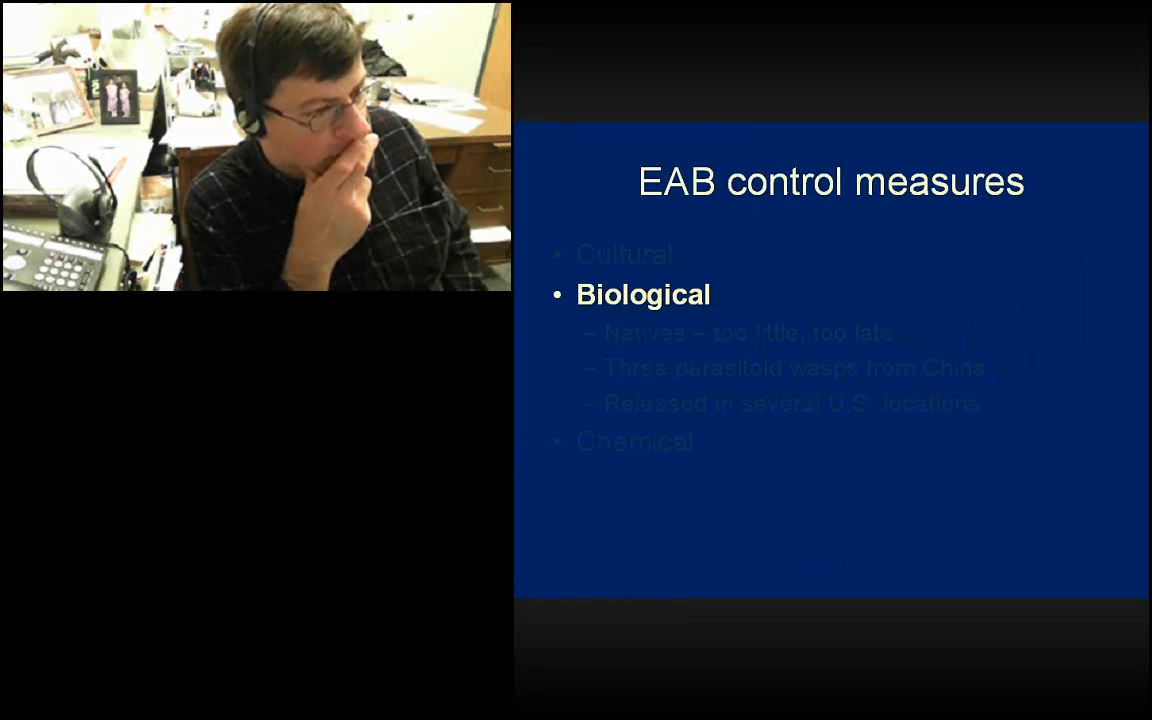 EAB control measures
• Cultural
• Biological
– Natives – too little, too late
– Three parasitoid wasps from China
– Released in several U.S. locations
• Chemical